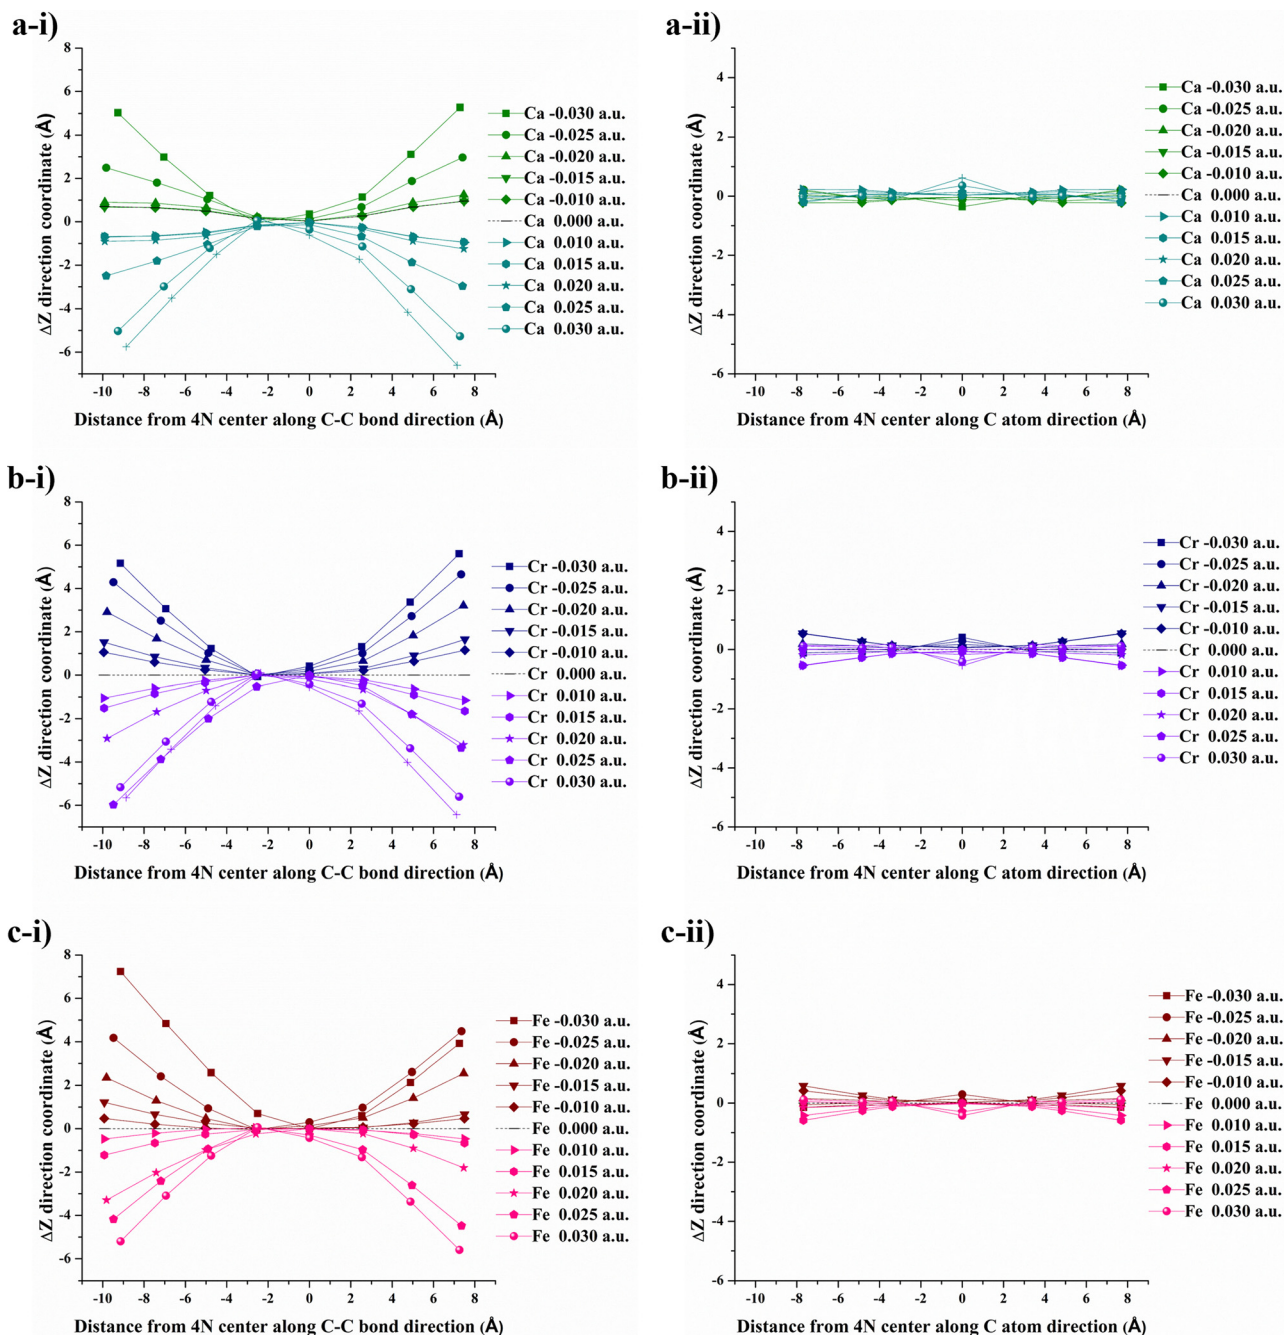 a-i)
8
6
4
2
0
-2
-4
-6
ΔZ direction coordinate (Å)
-10 -8 -6 -4 -2 0 2 4 6 8
Distance from 4N center along C-C bond direction (Å)
Ca -0.030 a.u.
Ca -0.025 a.u.
Ca -0.020 a.u.
Ca -0.015 a.u.
Ca -0.010 a.u.
Ca 0.000 a.u.
Ca 0.010 a.u.
Ca 0.015 a.u.
Ca 0.020 a.u.
Ca 0.025 a.u.
Ca 0.030 a.u.
a-ii)
4
2
0
-2
-4
-6
ΔZ direction coordinate (Å)
-10 -8 -6 -4 -2 0 2 4 6 8
Distance from 4N center along C atom direction (Å)
Ca -0.030 a.u.
Ca -0.025 a.u.
Ca -0.020 a.u.
Ca -0.015 a.u.
Ca -0.010 a.u.
Ca 0.000 a.u.
Ca 0.010 a.u.
Ca 0.015 a.u.
Ca 0.020 a.u.
Ca 0.025 a.u.
Ca 0.030 a.u.
b-i)
8
6
4
2
0
-2
-4
-6
ΔZ direction coordinate (Å)
-10 -8 -6 -4 -2 0 2 4 6 8
Distance from 4N center along C-C bond direction (Å)
Cr -0.030 a.u.
Cr -0.025 a.u.
Cr -0.020 a.u.
Cr -0.015 a.u.
Cr -0.010 a.u.
Cr 0.000 a.u.
Cr 0.010 a.u.
Cr 0.015 a.u.
Cr 0.020 a.u.
Cr 0.025 a.u.
Cr 0.030 a.u.
b-ii)
4
2
0
-2
-4
-6
ΔZ direction coordinate (Å)
-10 -8 -6 -4 -2 0 2 4 6 8
Distance from 4N center along C atom direction (Å)
Cr -0.030 a.u.
Cr -0.025 a.u.
Cr -0.020 a.u.
Cr -0.015 a.u.
Cr -0.010 a.u.
Cr 0.000 a.u.
Cr 0.010 a.u.
Cr 0.015 a.u.
Cr 0.020 a.u.
Cr 0.025 a.u.
Cr 0.030 a.u.
c-i)
8
6
4
2
0
-2
-4
-6
ΔZ direction coordinate (Å)
-10 -8 -6 -4 -2 0 2 4 6 8
Distance from 4N center along C-C bond direction (Å)
Fe -0.030 a.u.
Fe -0.025 a.u.
Fe -0.020 a.u.
Fe -0.015 a.u.
Fe -0.010 a.u.
Fe 0.000 a.u.
Fe 0.010 a.u.
Fe 0.015 a.u.
Fe 0.020 a.u.
Fe 0.025 a.u.
Fe 0.030 a.u.
c-ii)
4
2
0
-2
-4
-6
ΔZ direction coordinate (Å)
-10 -8 -6 -4 -2 0 2 4 6 8
Distance from 4N center along C atom direction (Å)
Fe -0.030 a.u.
Fe -0.025 a.u.
Fe -0.020 a.u.
Fe -0.015 a.u.
Fe -0.010 a.u.
Fe 0.000 a.u.
Fe 0.010 a.u.
Fe 0.015 a.u.
Fe 0.020 a.u.
Fe 0.025 a.u.
Fe 0.030 a.u.